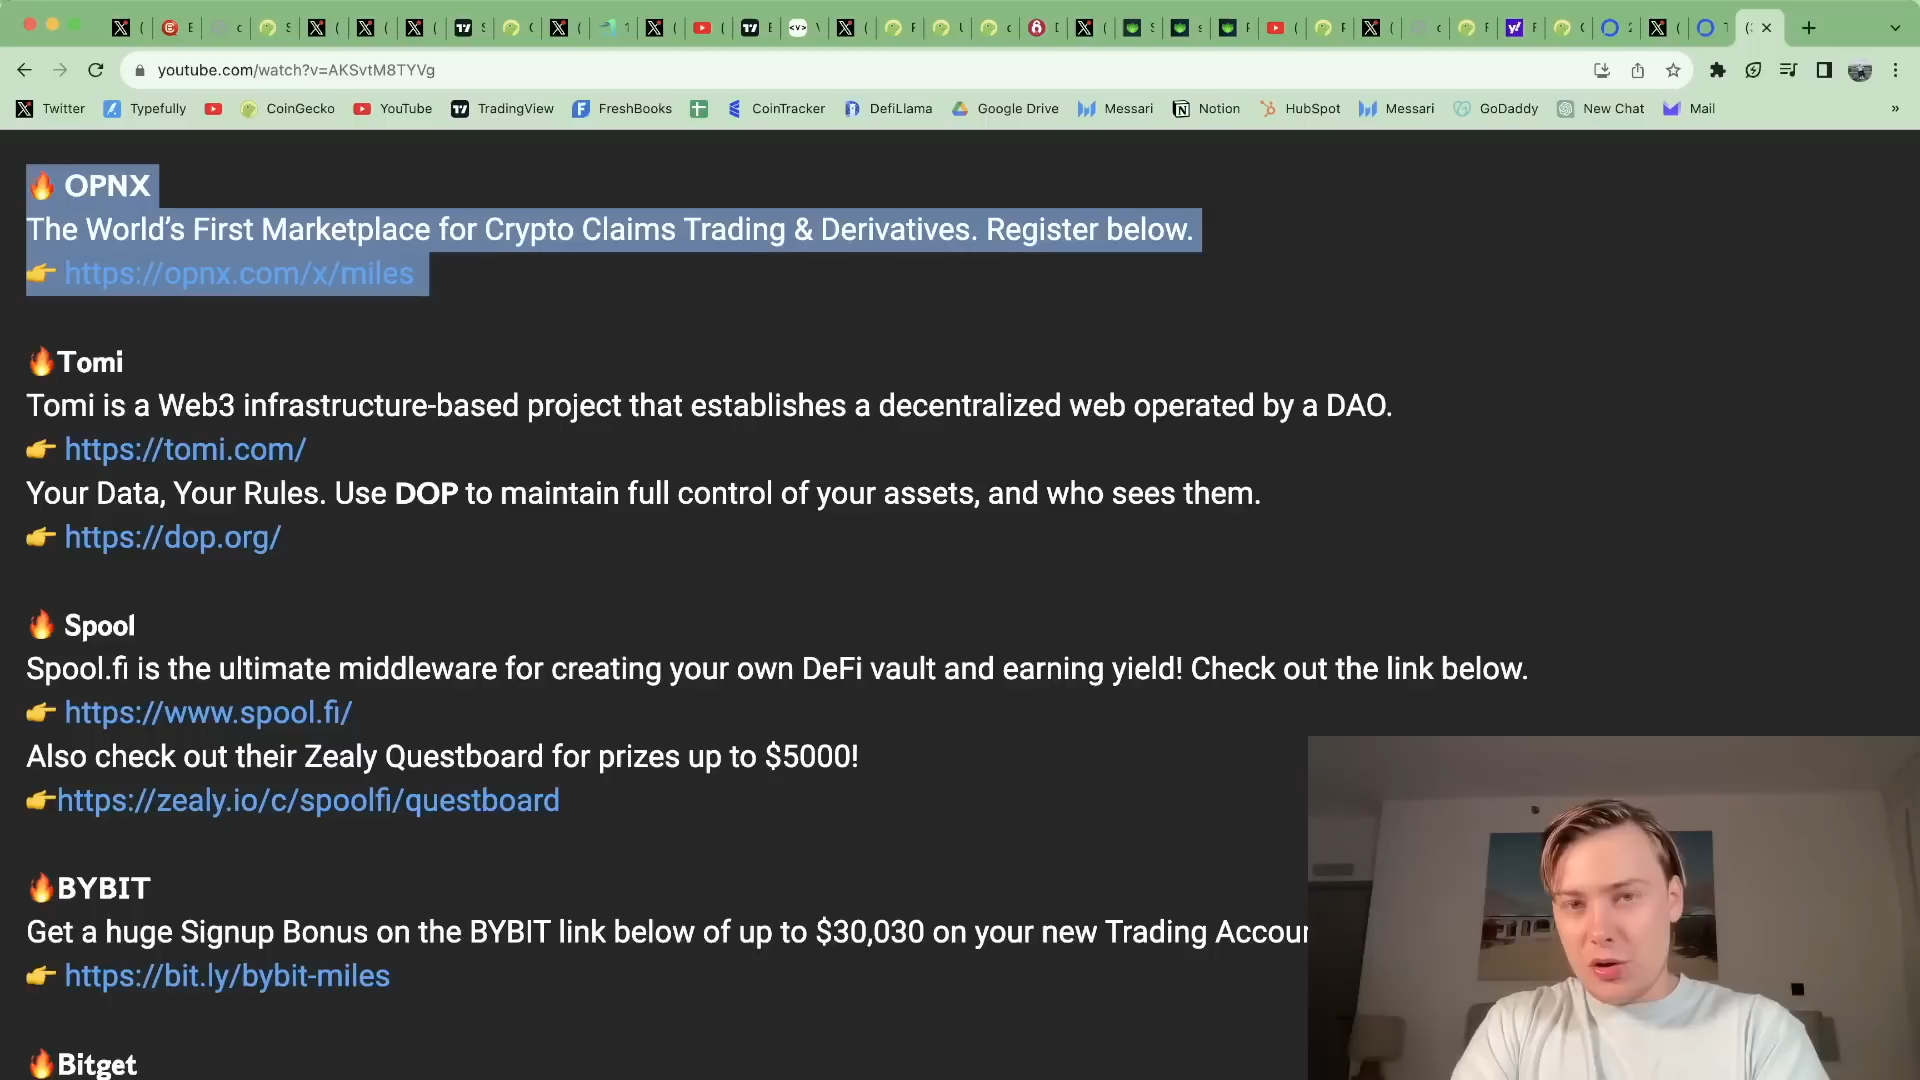 youtube.com/watch?v=AKSvtM8TYVg
Twitter Typefully CoinGecko YouTube TradingView FreshBooks CoinTracker DefiLlama Google Drive Messari Notion HubSpot Messari GoDaddy New Chat Mail »
🔥 OPNX
The World’s First Marketplace for Crypto Claims Trading & Derivatives. Register below.
👉 https://opnx.com/x/miles
🔥Tomi
Tomi is a Web3 infrastructure-based project that establishes a decentralized web operated by a DAO.
👉 https://tomi.com/
Your Data, Your Rules. Use DOP to maintain full control of your assets, and who sees them.
👉 https://dop.org/
🔥 Spool
Spool.fi is the ultimate middleware for creating your own DeFi vault and earning yield! Check out the link below.
👉 https://www.spool.fi/
Also check out their Zealy Questboard for prizes up to $5000!
👉https://zealy.io/c/spoolfi/questboard
🔥BYBIT
Get a huge Signup Bonus on the BYBIT link below of up to $30,030 on your new Trading Accoun
👉 https://bit.ly/bybit-miles
🔥Bitget